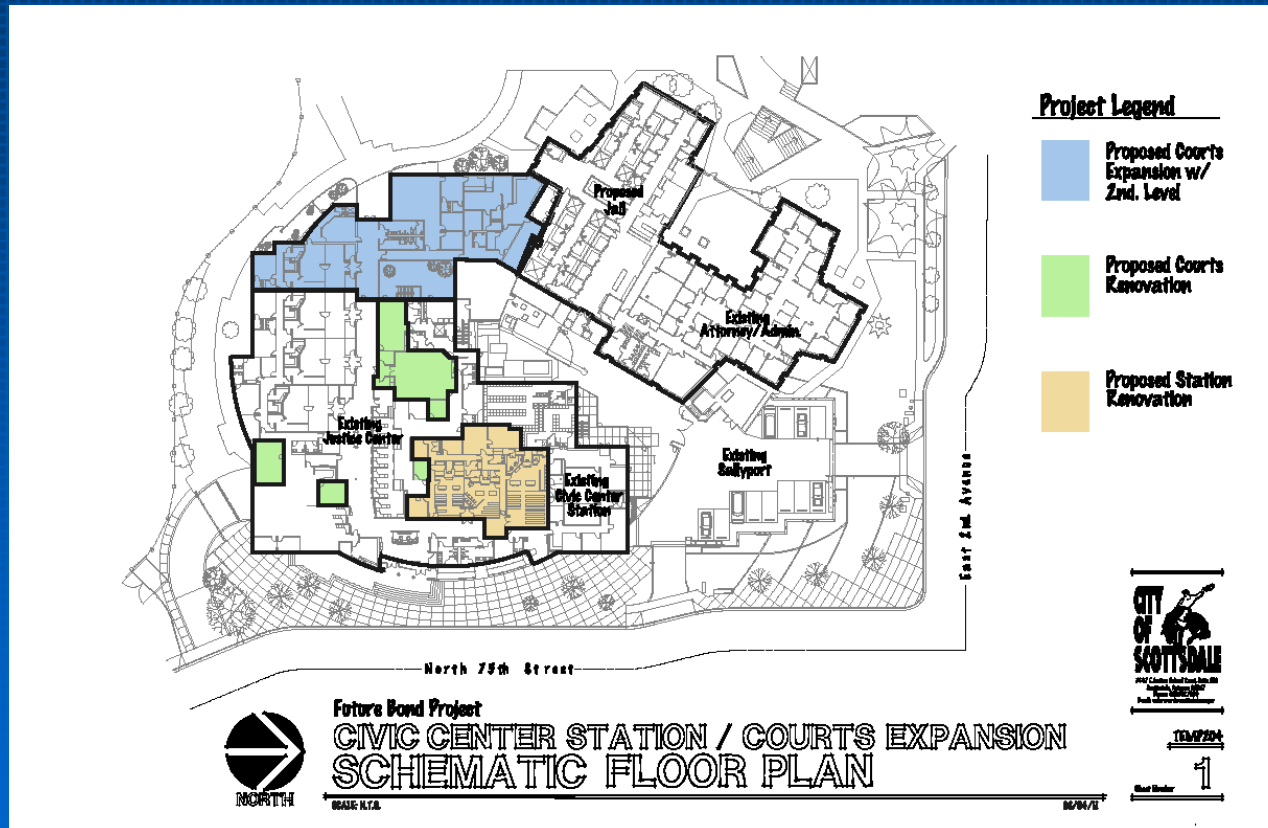 Project Legend
Proposed Courts
Expansion w/
2nd. Level
Proposed Courts
Renovation
Proposed Station
Renovation
Proposed
Jail
Existing
Attorney/Admin.
Existing
Justice Center
Existing
Civic Center
Station
Existing
Sallyport
East 2nd Avenue
North 75th Street
CITY
OF
SCOTTSDALE
Future Bond Project
CIVIC CENTER STATION / COURTS EXPANSION
SCHEMATIC FLOOR PLAN
NORTH
SCALE: N.T.S.
TEMP204
1